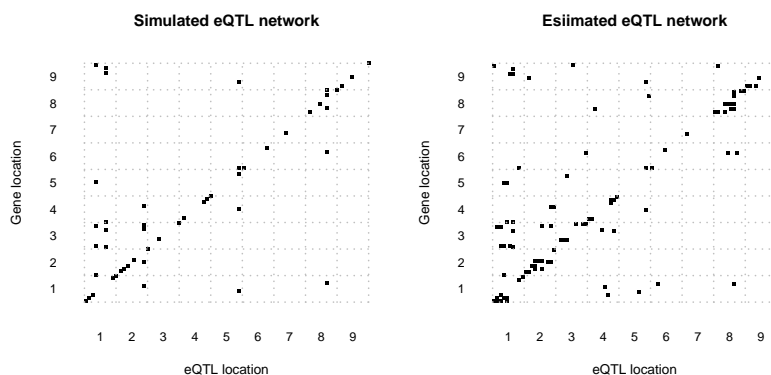 Simulated eQTL network
Gene location
9
8
7
6
5
4
3
2
1
1 2 3 4 5 6 7 8 9
eQTL location
Esiimated eQTL network
Gene location
9
8
7
6
5
4
3
2
1
1 2 3 4 5 6 7 8 9
eQTL location